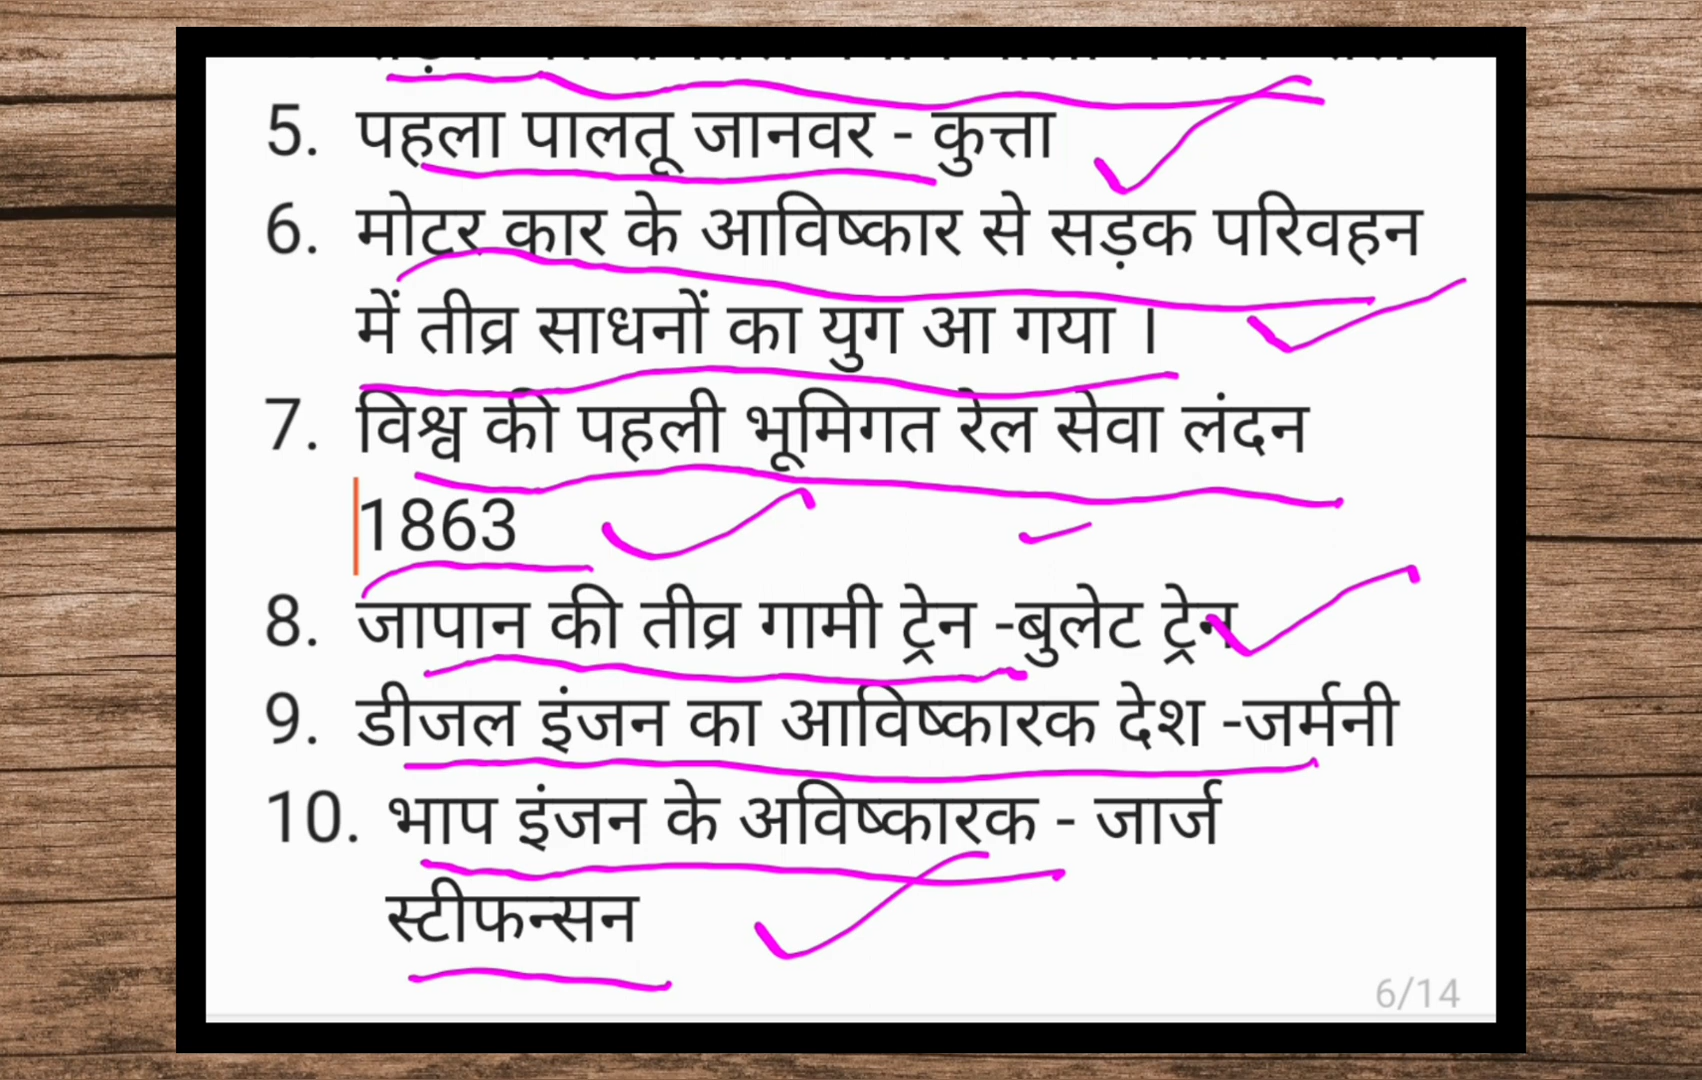 5. पहला पालतू जानवर - कुत्ता
6. मोटर कार के आविष्कार से सड़क परिवहन
में तीव्र साधनों का युग आ गया ।
7. विश्व की पहली भूमिगत रेल सेवा लंदन
1863
8. जापान की तीव्र गामी ट्रेन -बुलेट ट्रेन
9. डीजल इंजन का आविष्कारक देश -जर्मनी
10. भाप इंजन के अविष्कारक - जार्ज
स्टीफन्सन
6/14